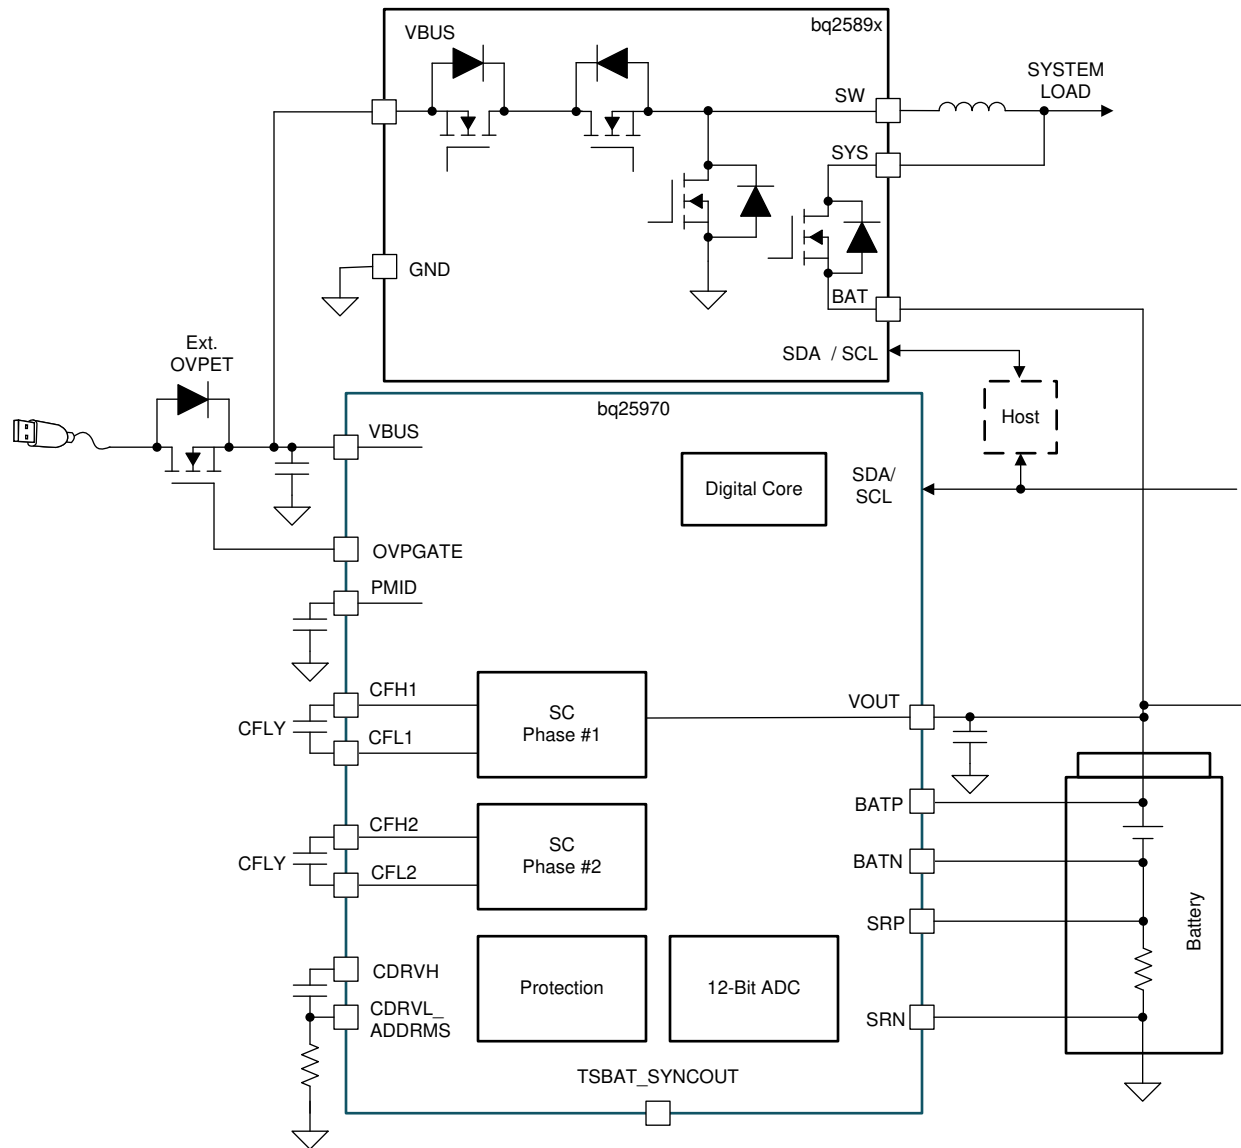 bq2589x
VBUS
SW
SYSTEM
LOAD
SYS
GND
BAT
SDA / SCL
Ext.
OVPET
Host
bq25970
VBUS
Digital Core
SDA/
SCL
OVPGATE
PMID
CFH1
CFLY
CFL1
SC
Phase #1
VOUT
BATP
CFH2
CFLY
CFL2
SC
Phase #2
BATN
SRP
Battery
CDRVH
CDRVL_
ADDRMS
Protection
12-Bit ADC
SRN
TSBAT_SYNCOUT